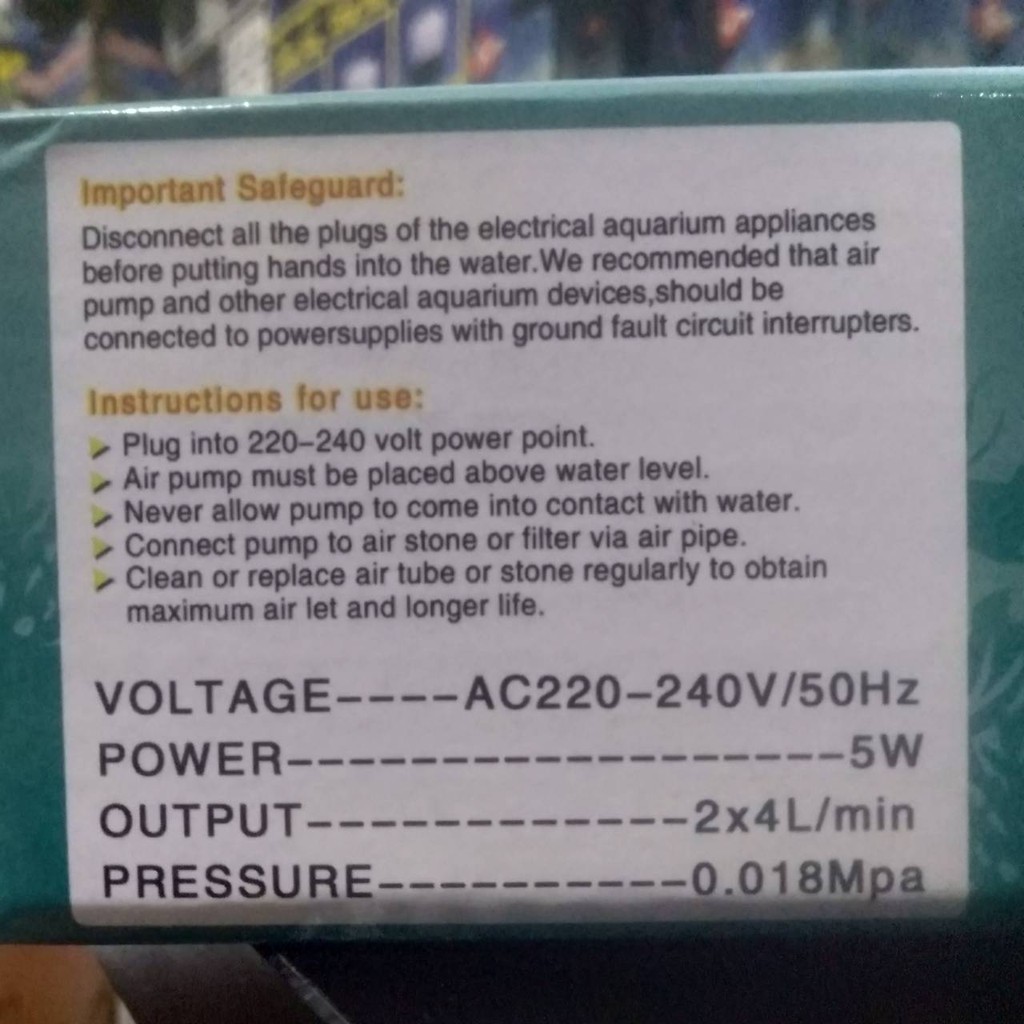 Important Safeguard:
Disconnect all the plugs of the electrical aquarium appliances
before putting hands into the water.We recommended that air
pump and other electrical aquarium devices,should be
connected to powersupplies with ground fault circuit interrupters.
Instructions for use:
Plug into 220-240 volt power point.
Air pump must be placed above water level.
Never allow pump to come into contact with water.
Connect pump to air stone or filter via air pipe.
Clean or replace air tube or stone regularly to obtain
maximum air let and longer life.
VOLTAGE----AC220-240V/50Hz
POWER------------------5W
OUTPUT------------2x4L/min
PRESSURE----------0.018Mpa